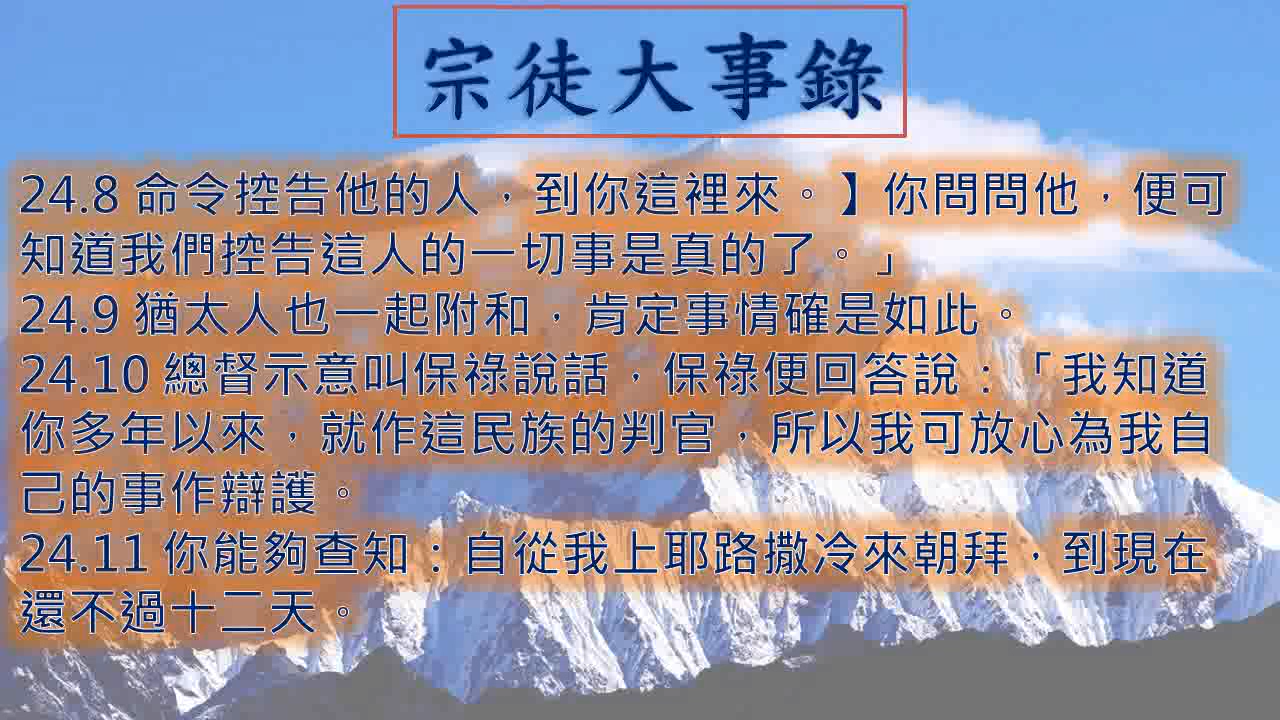 宗徒大事錄
24.8 命令控告他的人，到你這裡來。】你問問他，便可
知道我們控告這人的一切事是真的了。」
24.9 猶太人也一起附和，肯定事情確是如此。
24.10 總督示意叫保祿說話，保祿便回答說：「我知道
你多年以來，就作這民族的判官，所以我可放心為我自
己的事作辯護。
24.11 你能夠查知：自從我上耶路撒冷來朝拜，到現在
還不過十二天。